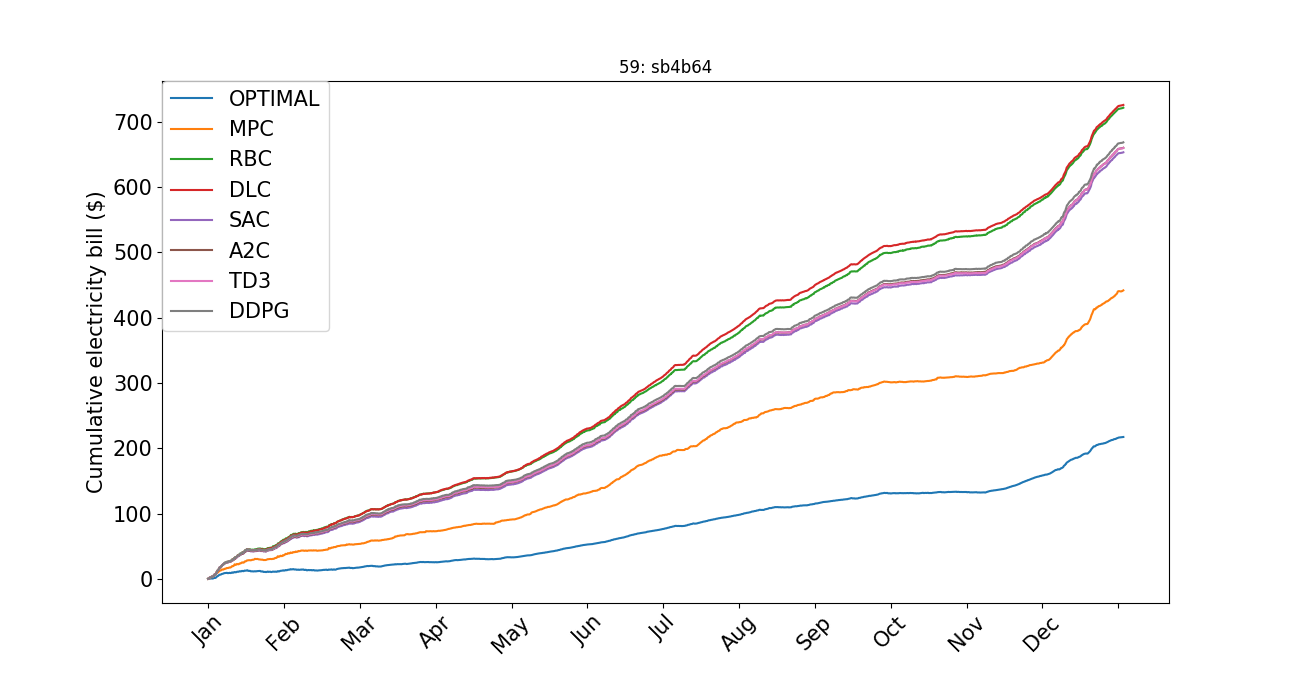 59: sb4b64
OPTIMAL
MPC
RBC
DLC
SAC
A2C
TD3
DDPG
Cumulative electricity bill ($)
700
600
500
400
300
200
100
0
Jan
Feb
Mar
Apr
May
Jun
Jul
Aug
Sep
Oct
Nov
Dec